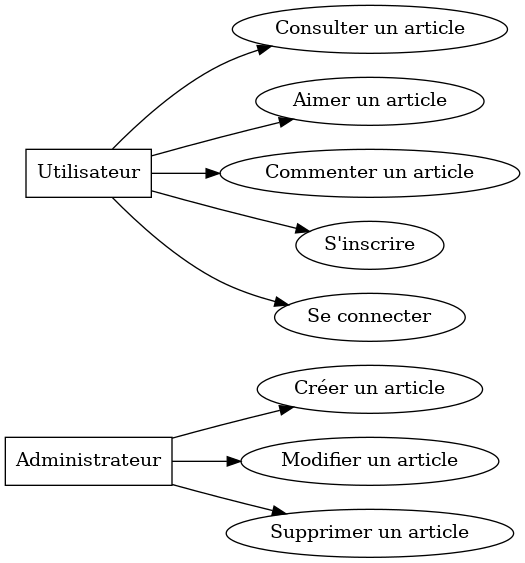 Utilisateur
Consulter un article
Aimer un article
Commenter un article
S'inscrire
Se connecter
Administrateur
Créer un article
Modifier un article
Supprimer un article